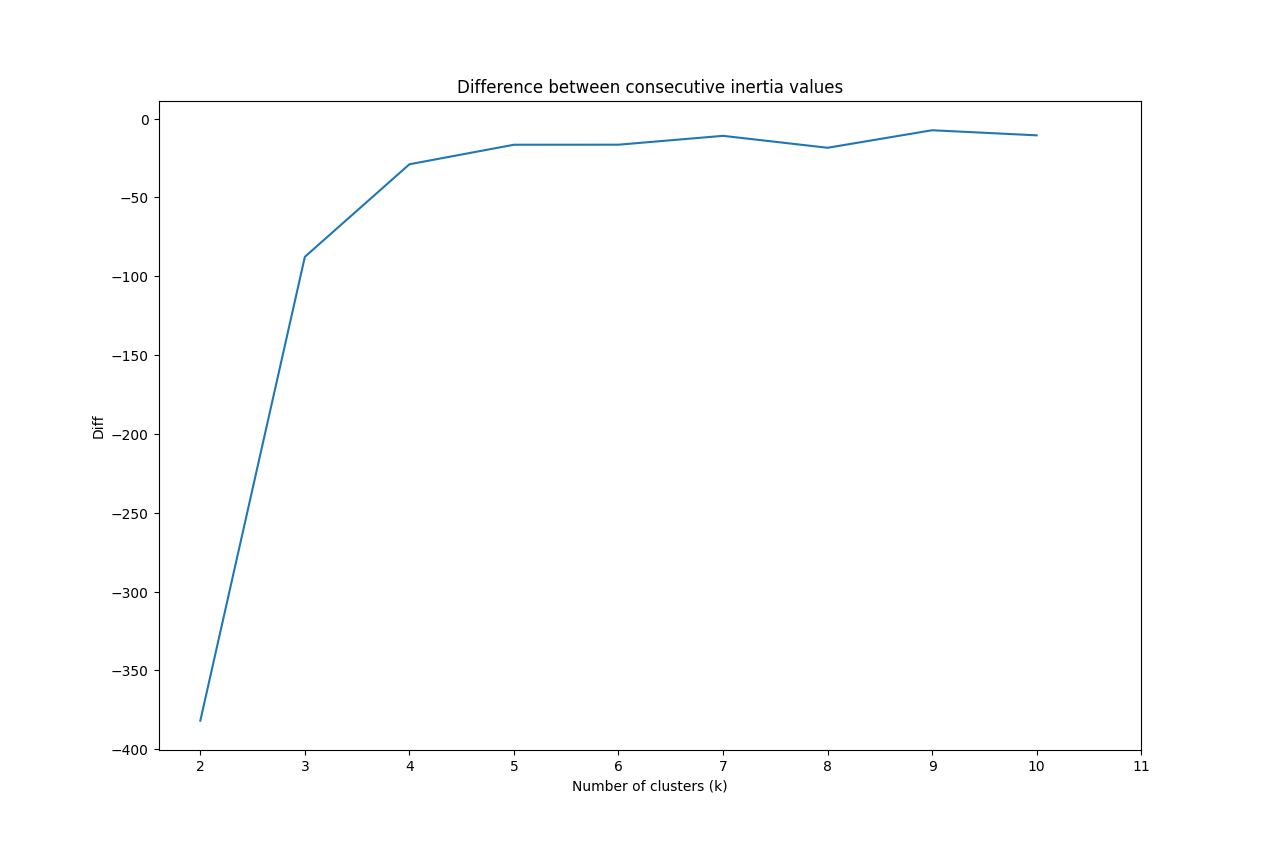 Difference between consecutive inertia values
0
−50
−100
−150
−200
−250
−300
−350
−400
Diff
2 3 4 5 6 7 8 9 10 11
Number of clusters (k)